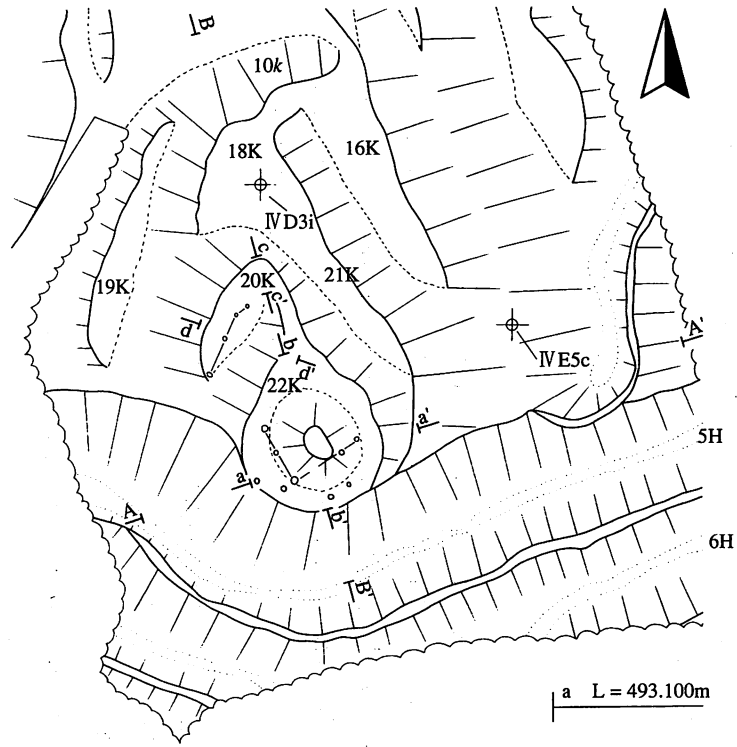 B
10k
18K
16K
ⅣD3i
c
19K
20K
21K
c'
d
b
d'
ⅣE5c
A'
22K
a'
5H
a
A
b'
B'
6H
a L = 493.100m